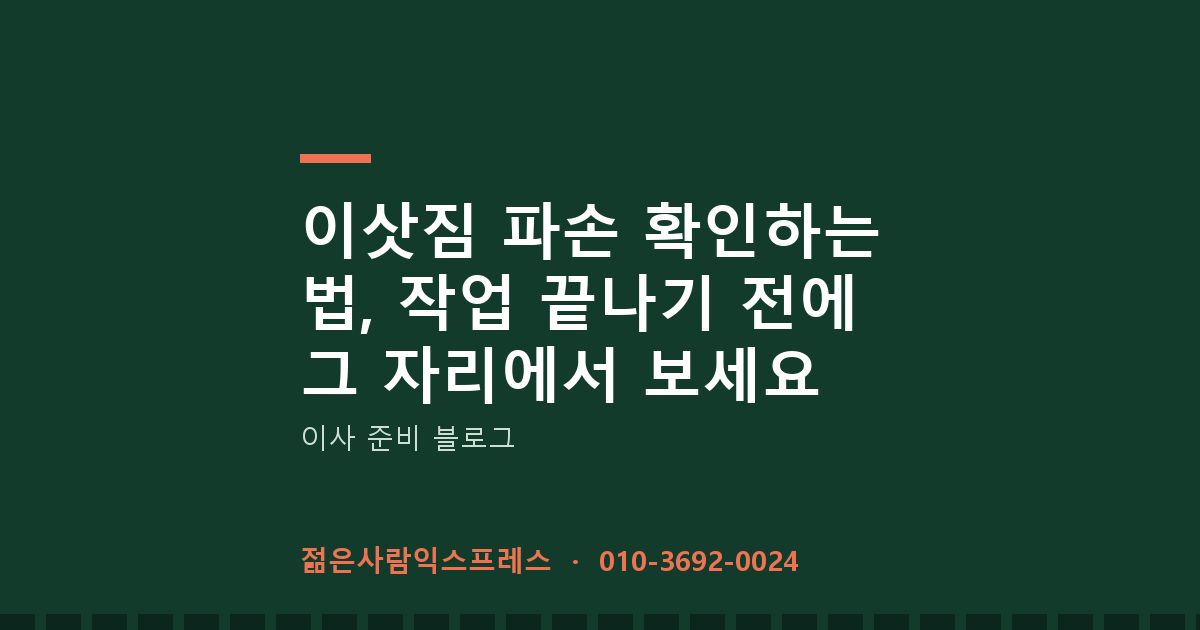 이삿짐 파손 확인하는
법, 작업 끝나기 전에
그 자리에서 보세요
이사 준비 블로그
젊은사람익스프레스 · 010-3692-0024